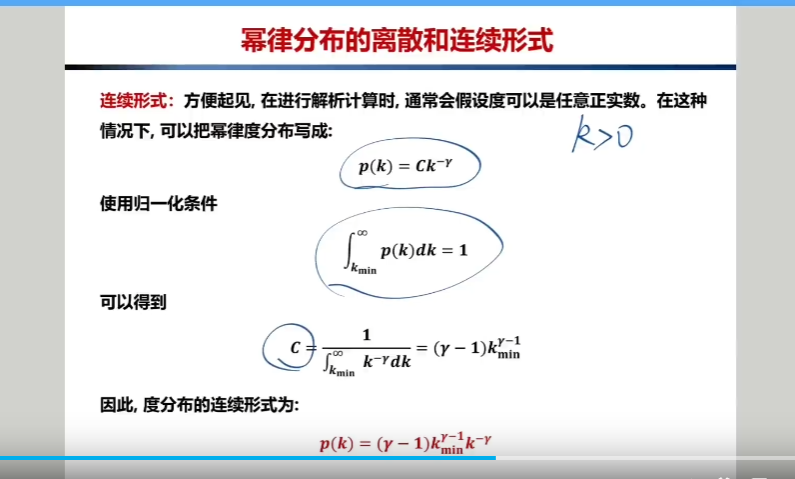 幂律分布的离散和连续形式
连续形式：方便起见, 在进行解析计算时, 通常会假设度可以是任意正实数。在这种
情况下, 可以把幂律度分布写成:
k>0
p(k) = Ck^{-γ}
使用归一化条件
∫_{k_min}^{∞} p(k)dk = 1
可以得到
C = 1 / ∫_{k_min}^{∞} k^{-γ}dk = (γ − 1)k_min^{γ−1}
因此, 度分布的连续形式为:
p(k) = (γ − 1)k_min^{γ−1}k^{-γ}